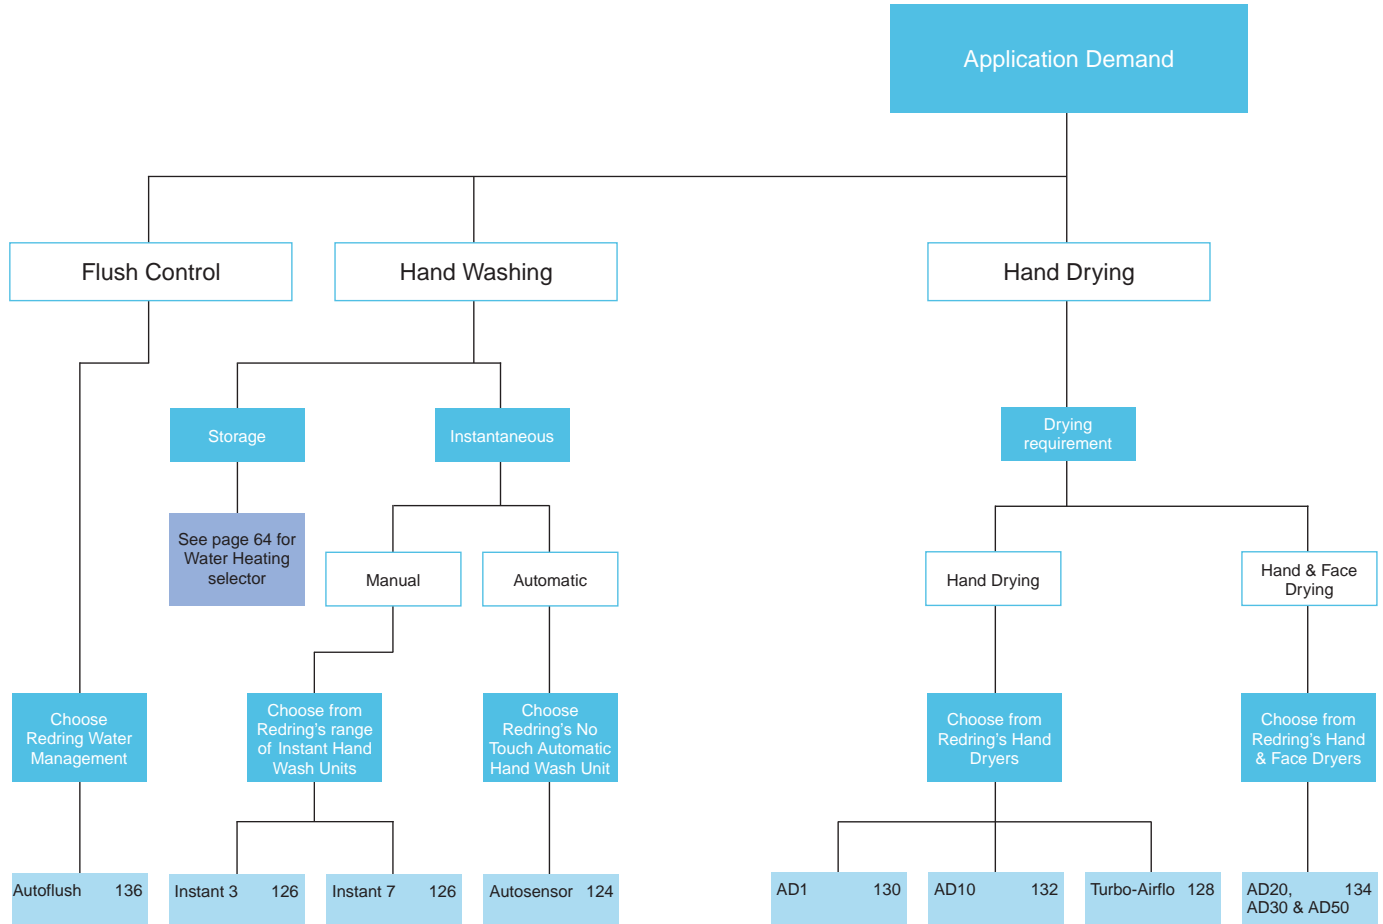 Application Demand
Flush Control
Hand Washing
Hand Drying
Storage
Instantaneous
Drying
requirement
See page 64 for
Water Heating
selector
Manual
Automatic
Hand Drying
Hand & Face
Drying
Choose
Redring Water
Management
Choose from
Redring’s range
of Instant Hand
Wash Units
Choose
Redring’s No
Touch Automatic
Hand Wash Unit
Choose from
Redring’s Hand
Dryers
Choose from
Redring’s Hand
& Face Dryers
Autoflush 136
Instant 3 126
Instant 7 126
Autosensor 124
AD1 130
AD10 132
Turbo-Airflo 128
AD20, 134
AD30 & AD50